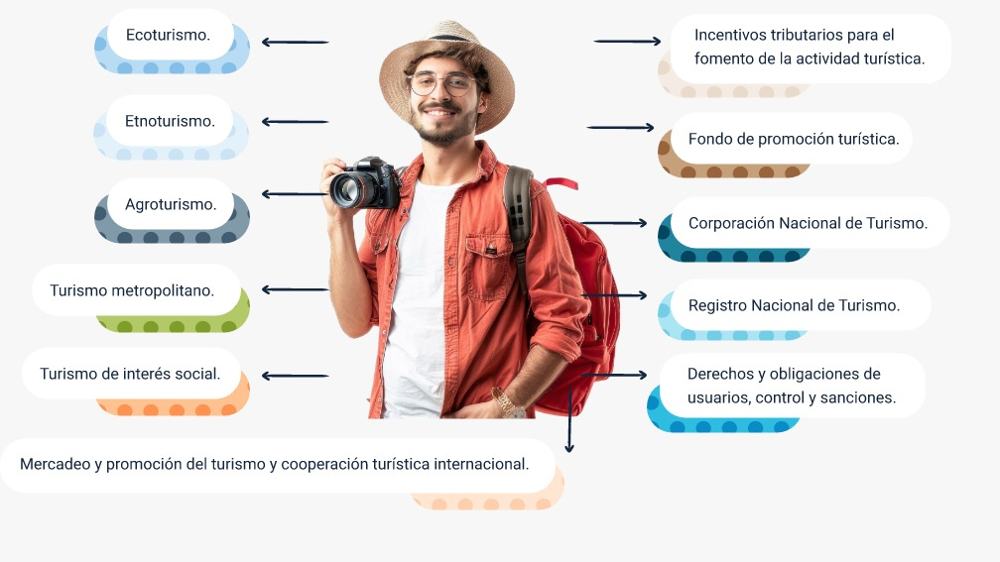 Ecoturismo.
Etnoturismo.
Agroturismo.
Turismo metropolitano.
Turismo de interés social.
Mercadeo y promoción del turismo y cooperación turística internacional.
Incentivos tributarios para el
fomento de la actividad turística.
Fondo de promoción turística.
Corporación Nacional de Turismo.
Registro Nacional de Turismo.
Derechos y obligaciones de
usuarios, control y sanciones.